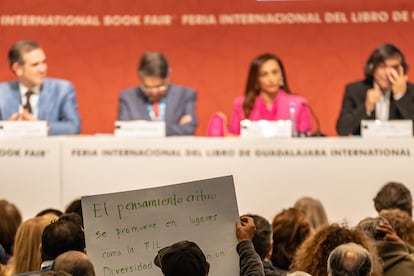 INTERNATIONAL BOOK FAIR FERIA INTERNACIONAL DEL LIBRO DE
BOOK FAIR FERIA INTERNACIONAL DEL LIBRO DE GUADALAJARA INTERNATIONAL
El pensamiento crítico
se promueve en lugares
como la FIL
Diversidad